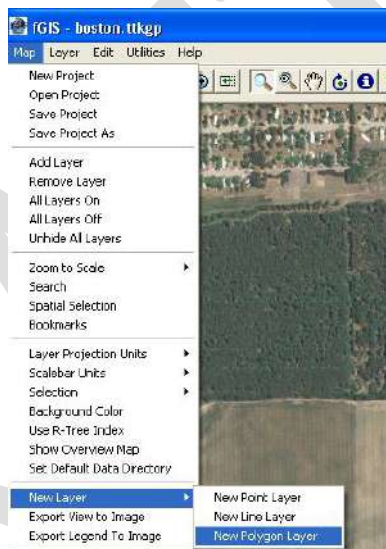 fGIS - boston.ttkgp
Map Layer Edit Utilities Help
New Project
Open Project
Save Project
Save Project As
Add Layer
Remove Layer
All Layers On
All Layers Off
Unhide All Layers
Zoom to Scale
Search
Spatial Selection
Bookmarks
Layer Projection Units
Scalebar Units
Selection
Background Color
Use R-Tree Index
Show Overview Map
Set Default Data Directory
New Layer
New Point Layer
Export View to Image
New Line Layer
Export Legend To Image
New Polygon Layer